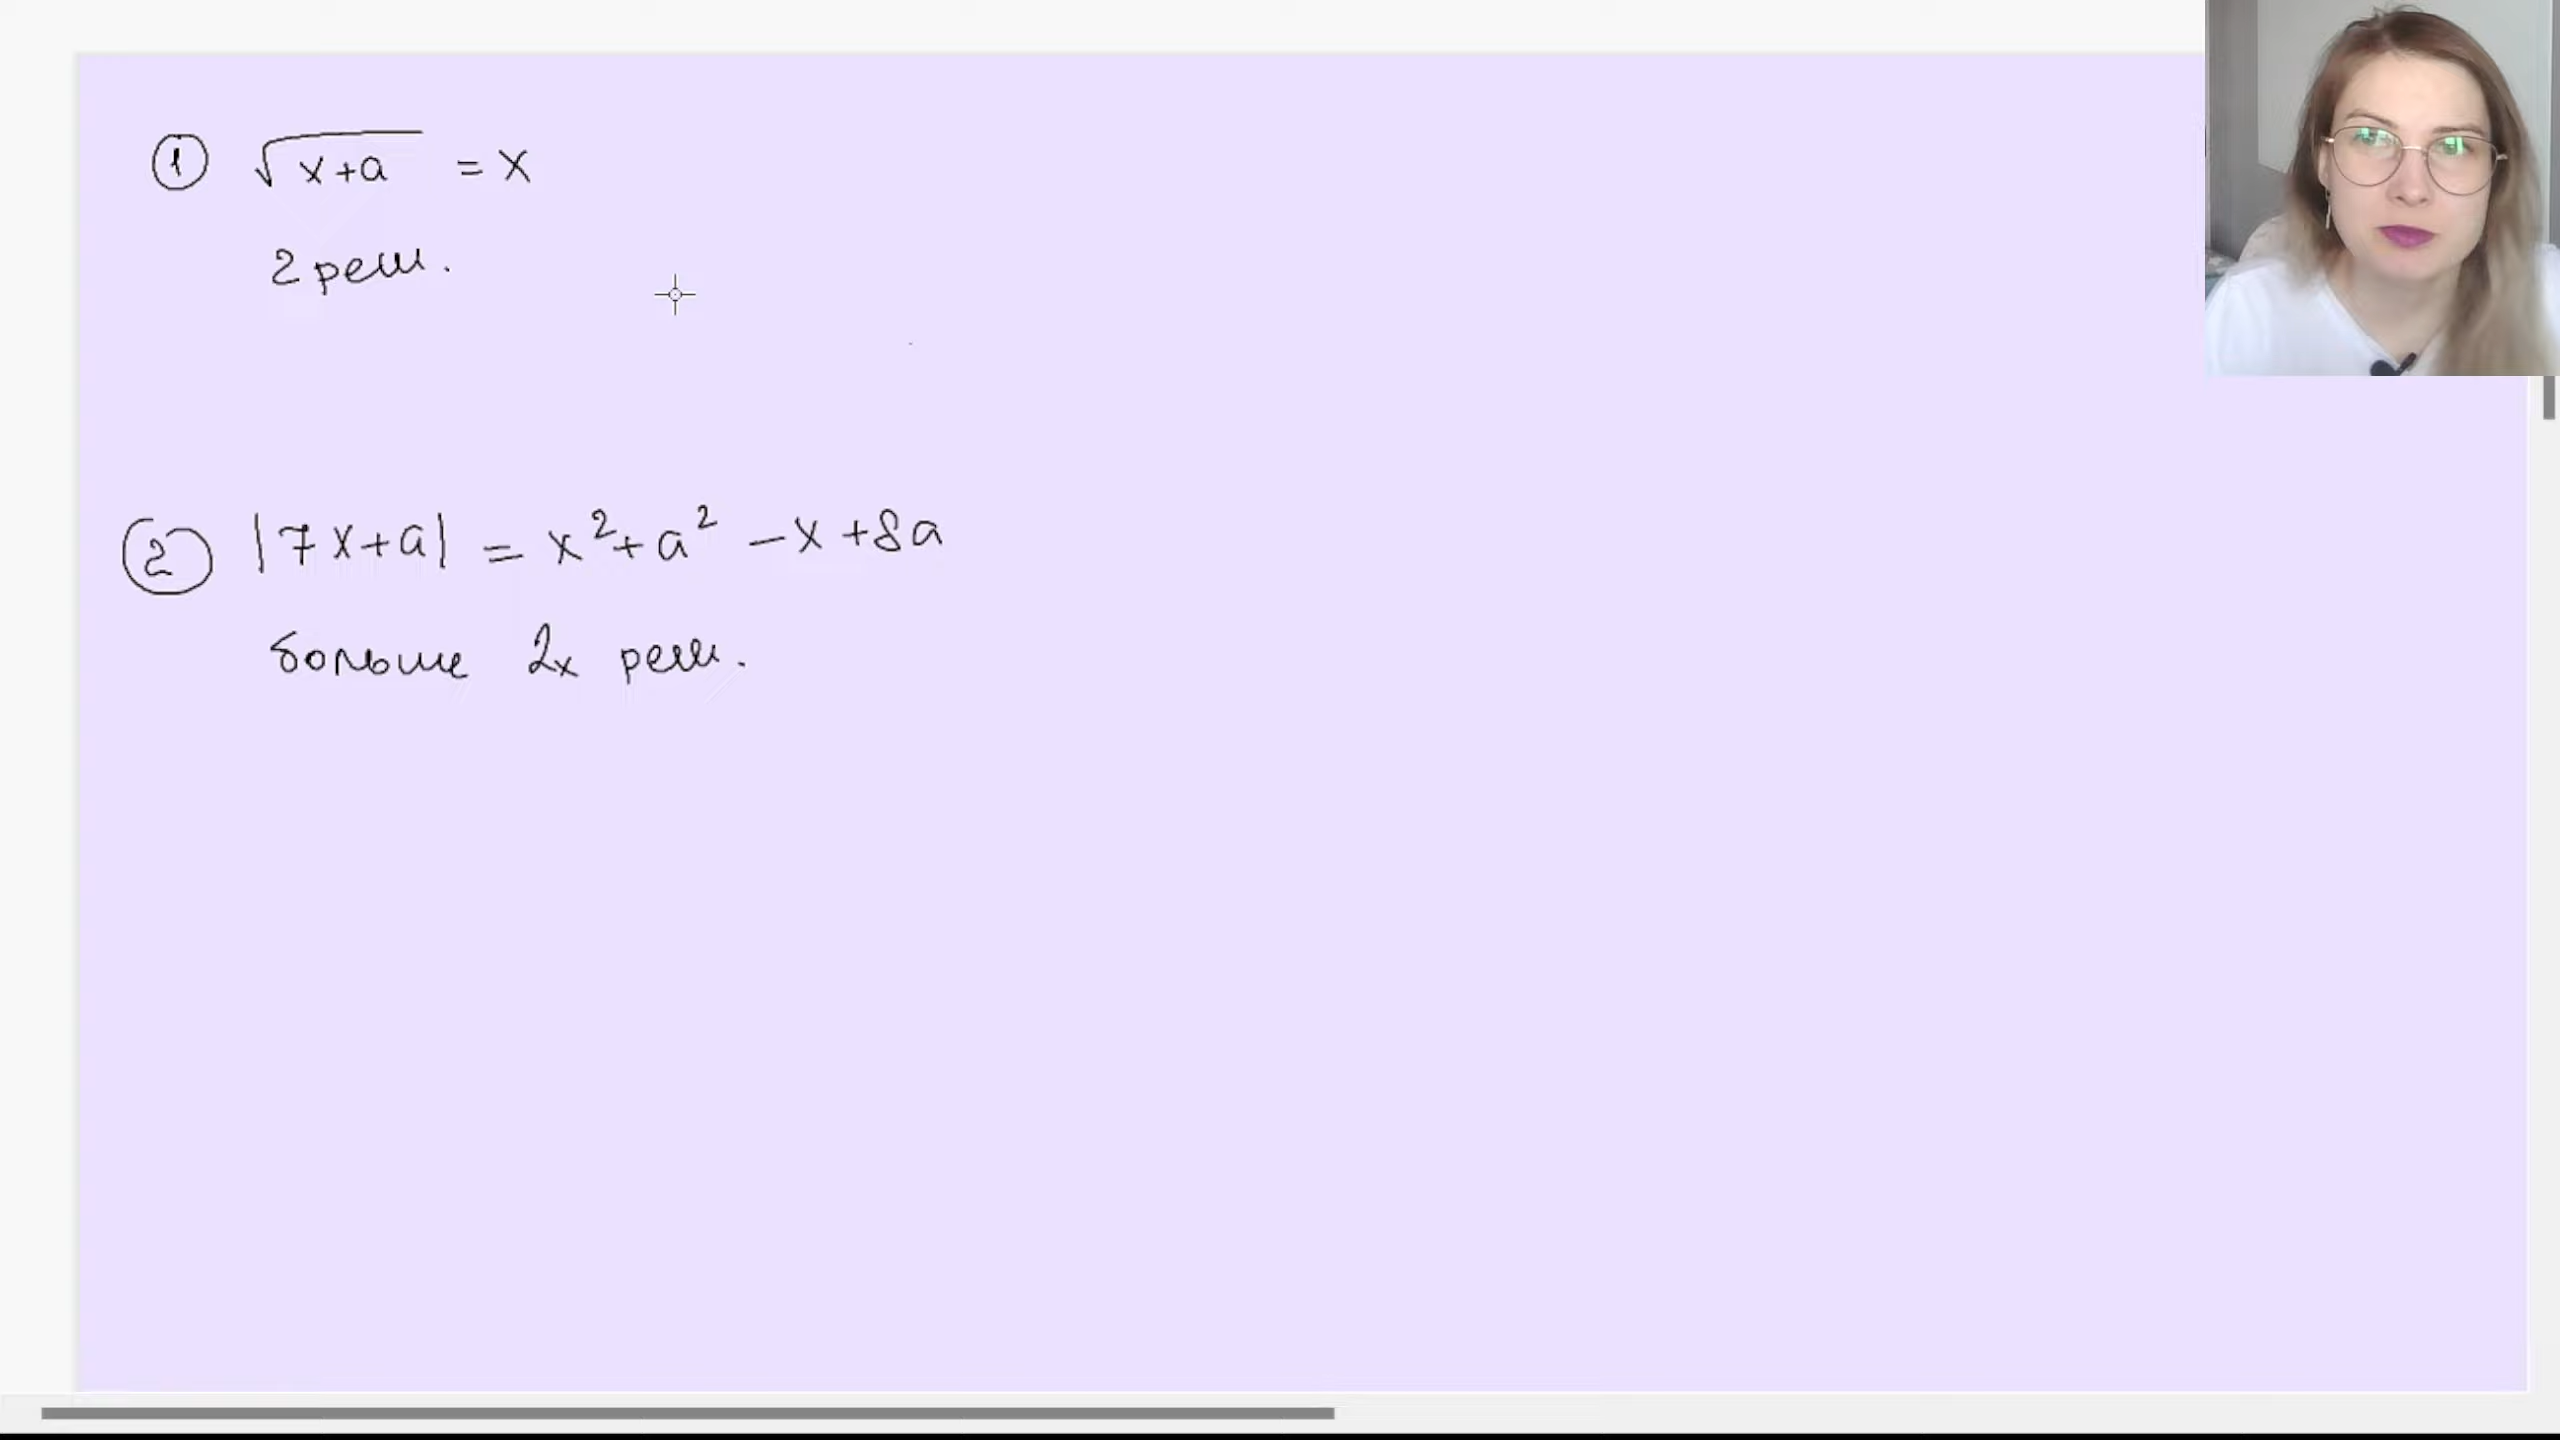 ① √x+a = x
2 реш.
② |7x+a| = x²+a² -x +8a
больше 2х реш.